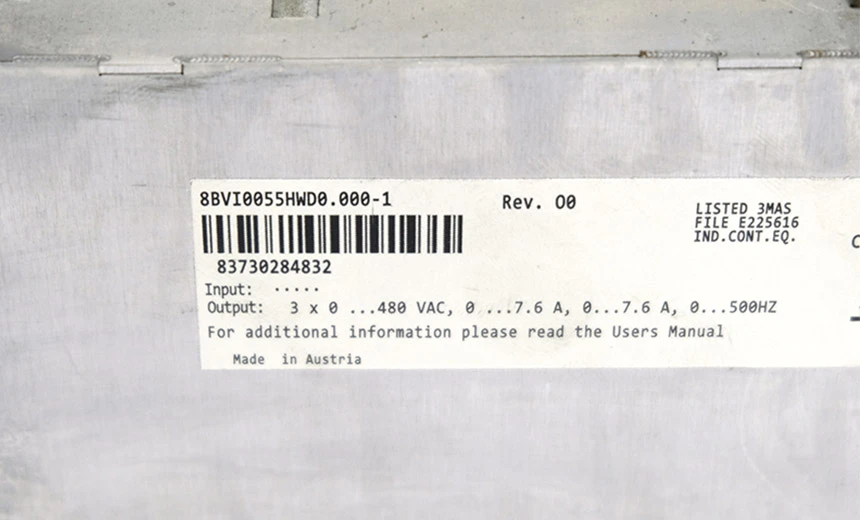 8BVI0055HWD0.000-1
Rev. O0
LISTED 3MAS
FILE E225616
IND.CONT.EQ.
83730284832
Input: .....
Output: 3 x 0 ...480 VAC, 0 ...7.6 A, 0...7.6 A, 0...500HZ
For additional information please read the Users Manual
Made in Austria